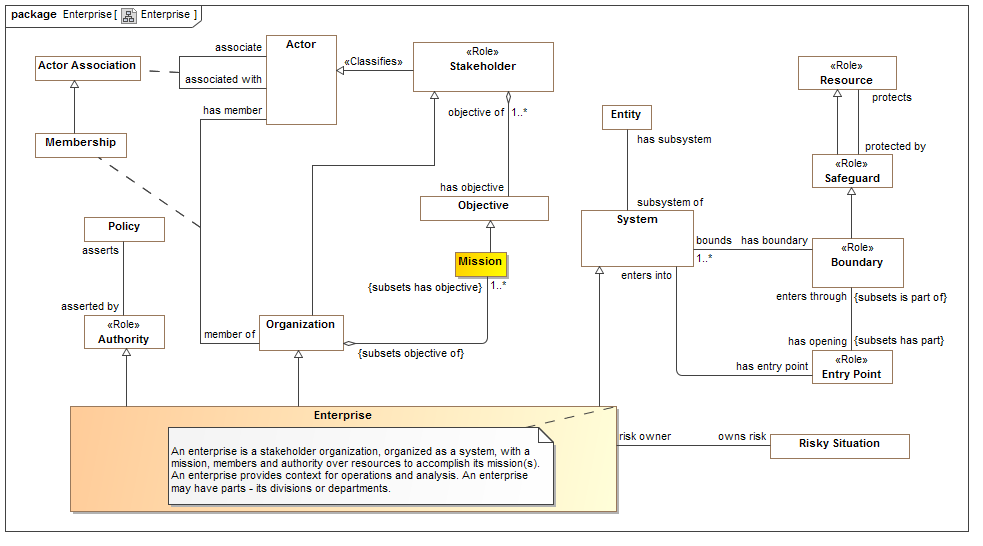 package Enterprise [ Enterprise ]
associate
Actor
«Classifies»
«Role»
Stakeholder
«Role»
Resource
Actor Association
associated with
has member
objective of
1..*
Entity
protects
has subsystem
Membership
protected by
«Role»
Safeguard
has objective
Objective
subsystem of
System
Policy
asserts
bounds
has boundary
1..*
«Role»
Boundary
Mission
{subsets has objective}
1..*
enters into
enters through
{subsets is part of}
asserted by
«Role»
Authority
member of
Organization
{subsets objective of}
has opening
{subsets has part}
has entry point
«Role»
Entry Point
Enterprise
An enterprise is a stakeholder organization, organized as a system, with a
mission, members and authority over resources to accomplish its mission(s).
An enterprise provides context for operations and analysis. An enterprise
may have parts - its divisions or departments.
risk owner
owns risk
Risky Situation